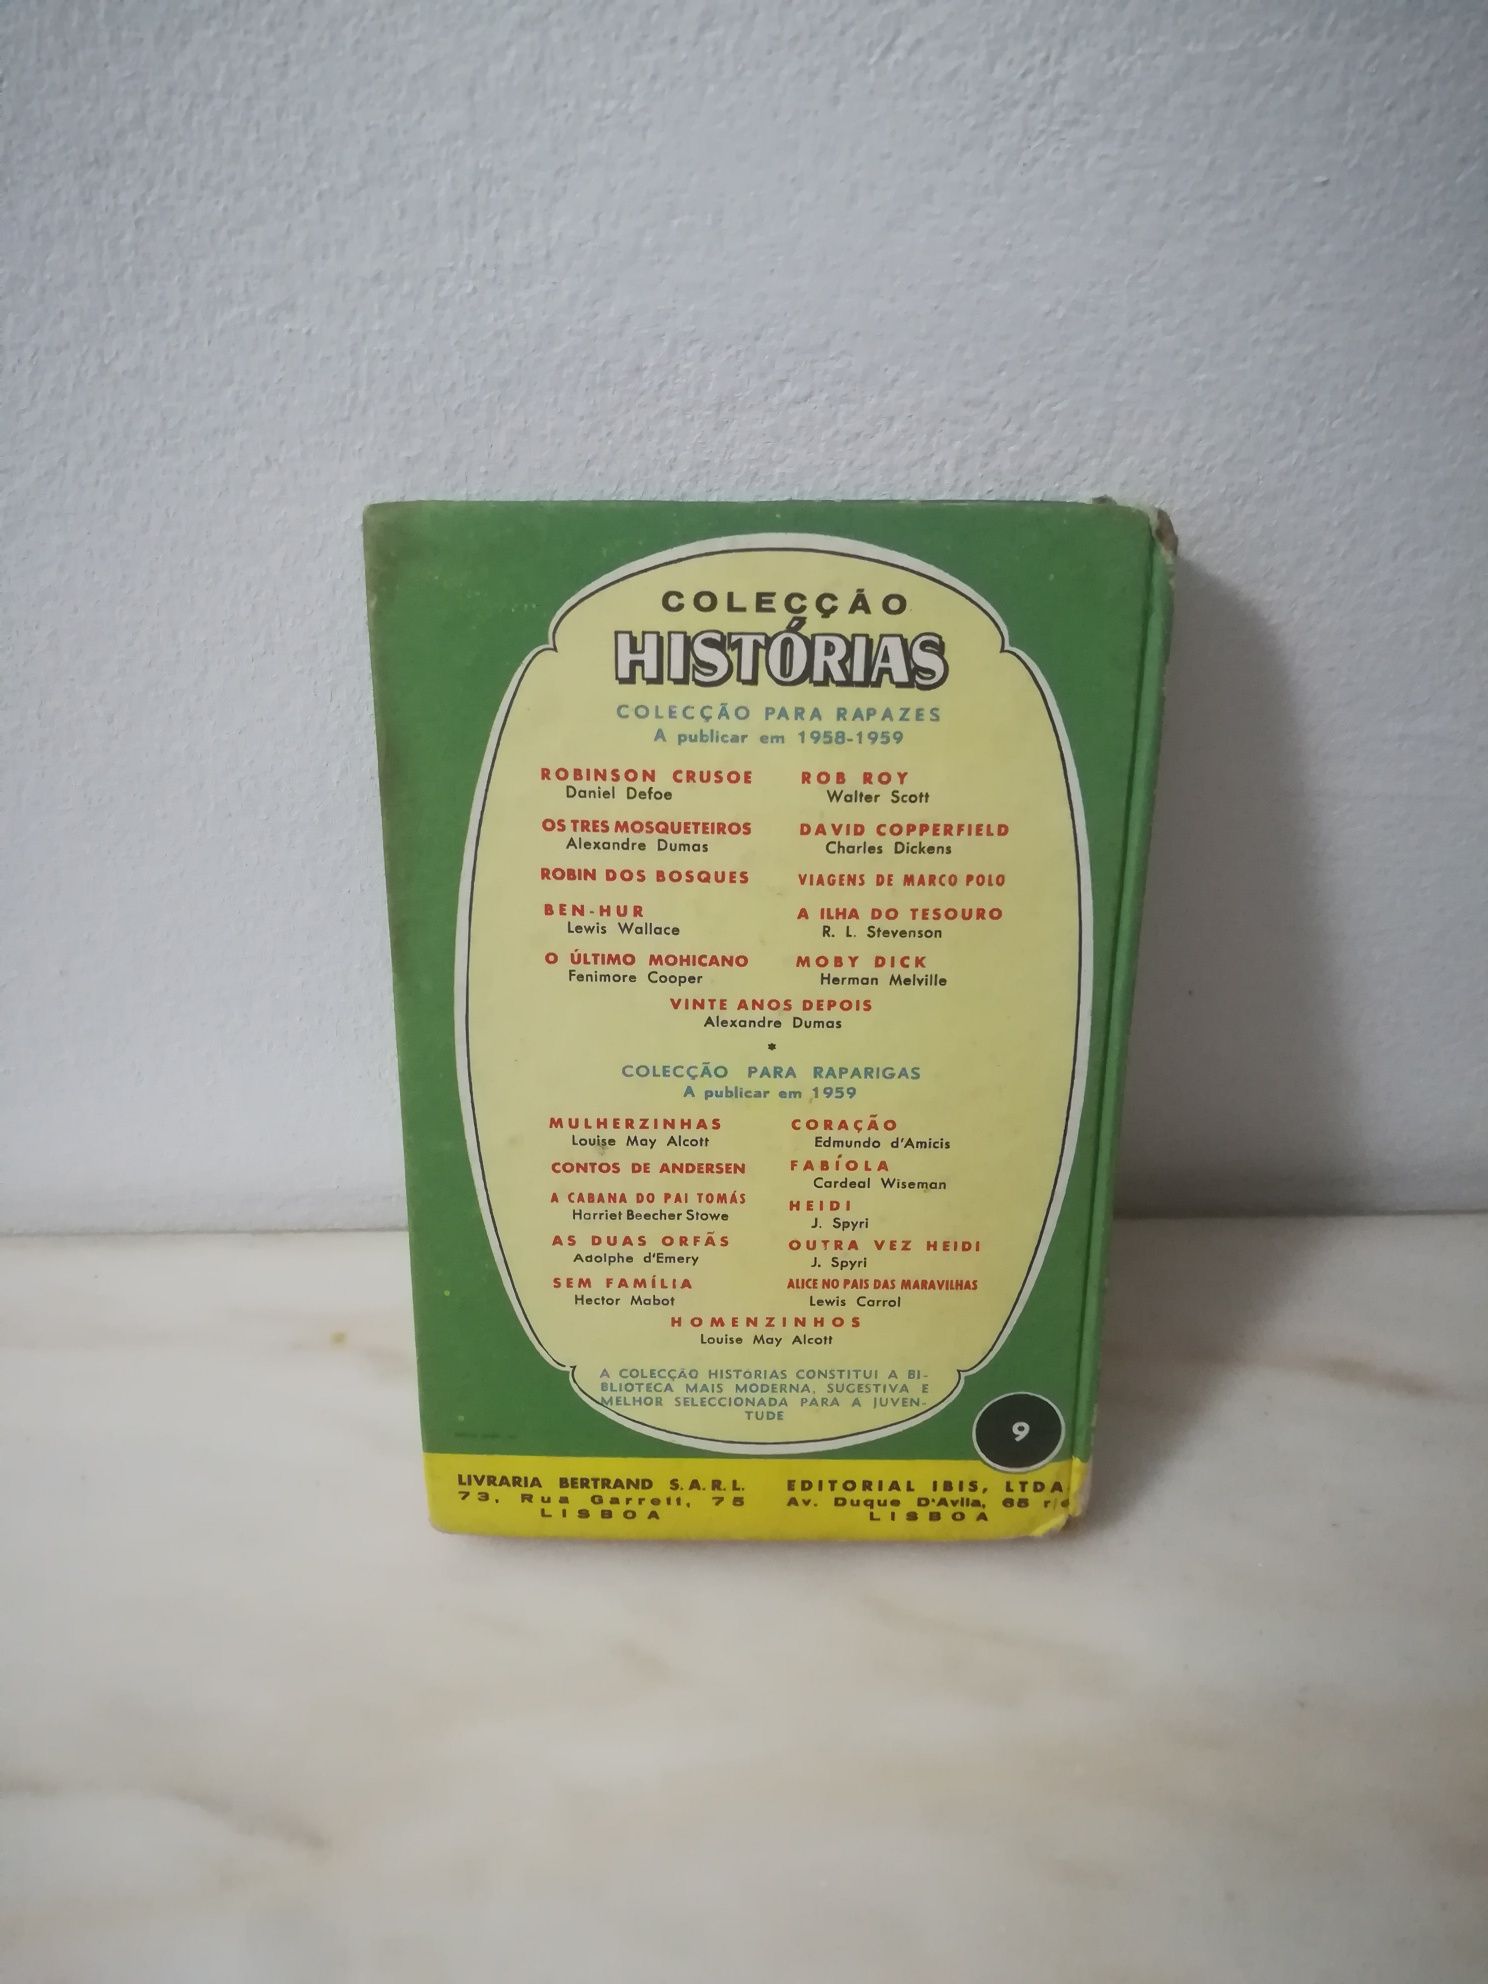 COLECÇÃO
HISTÓRIAS
COLECÇÃO PARA RAPAZES
A publicar em 1958-1959
ROBINSON CRUSOE
Daniel Defoe
OS TRES MOSQUETEIROS
Alexandre Dumas
ROBIN DOS BOSQUES
BEN-HUR
Lewis Wallace
O ÚLTIMO MOHICANO
Fenimore Cooper
ROB ROY
Walter Scott
DAVID COPPERFIELD
Charles Dickens
VIAGENS DE MARCO POLO
A ILHA DO TESOURO
R. L. Stevenson
MOBY DICK
Herman Melville
VINTE ANOS DEPOIS
Alexandre Dumas
*
COLECÇÃO PARA RAPARIGAS
A publicar em 1959
MULHERZINHAS
Louise May Alcott
CONTOS DE ANDERSEN
A CABANA DO PAI TOMÁS
Harriet Beecher Stowe
AS DUAS ORFÃS
Adolphe d'Emery
SEM FAMÍLIA
Hector Mabot
CORAÇÃO
Edmundo d'Amicis
FABÍOLA
Cardeal Wiseman
HEIDI
J. Spyri
OUTRA VEZ HEIDI
J. Spyri
ALICE NO PAIS DAS MARAVILHAS
Lewis Carrol
HOMENZINHOS
Louise May Alcott
A COLECÇÃO HISTÓRIAS CONSTITUI A BI-
BLIOTECA MAIS MODERNA, SUGESTIVA E
MELHOR SELECCIONADA PARA A JUVEN-
TUDE
9
LIVRARIA BERTRAND S.A.R.L.
73, Rua Garrett, 75
LISBOA
EDITORIAL IBIS, LTDA
Av. Duque D'Avila, 65 r/c
LISBOA